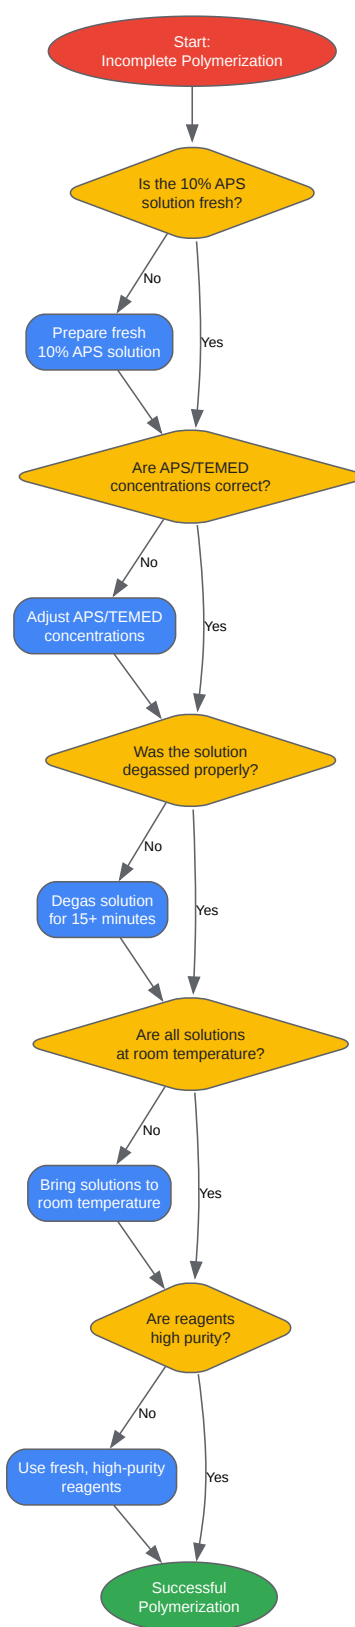 Start:
Incomplete Polymerization
Is the 10% APS
solution fresh?
No
Yes
Prepare fresh
10% APS solution
Are APS/TEMED
concentrations correct?
No
Yes
Adjust APS/TEMED
concentrations
Was the solution
degassed properly?
No
Yes
Degas solution
for 15+ minutes
Are all solutions
at room temperature?
No
Yes
Bring solutions to
room temperature
Are reagents
high purity?
No
Yes
Use fresh, high-purity
reagents
Successful
Polymerization